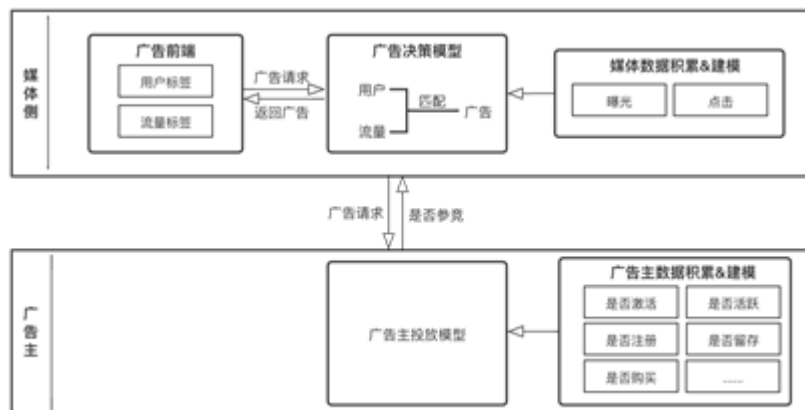 媒体侧
广告前端
用户标签
流量标签
广告请求
返回广告
广告决策模型
用户
流量
匹配
广告
媒体数据积累&建模
曝光
点击
广告请求
是否参竞
广告主
广告主投放模型
广告主数据积累&建模
是否激活
是否活跃
是否注册
是否留存
是否购买
......